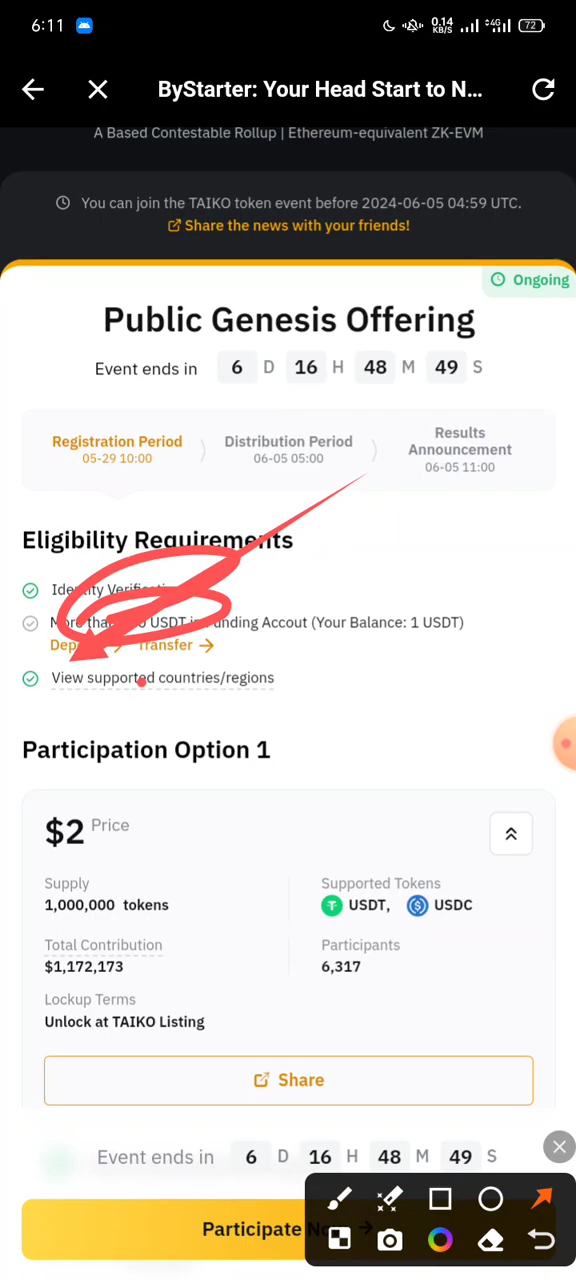 6:11
0.14 KB/S 4G 72
ByStarter: Your Head Start to N...
A Based Contestable Rollup | Ethereum-equivalent ZK-EVM
You can join the TAIKO token event before 2024-06-05 04:59 UTC.
Share the news with your friends!
Ongoing
Public Genesis Offering
Event ends in 6 D 16 H 48 M 49 S
Registration Period
05-29 10:00
Distribution Period
06-05 05:00
Results Announcement
06-05 11:00
Eligibility Requirements
Identity
More than USDT in Funding Accout (Your Balance: 1 USDT)
Transfer
View supported countries/regions
Participation Option 1
$2 Price
Supply
1,000,000 tokens
Supported Tokens
USDT, USDC
Total Contribution
$1,172,173
Participants
6,317
Lockup Terms
Unlock at TAIKO Listing
Share
Event ends in 6 D 16 H 48 M 49 S
Participate